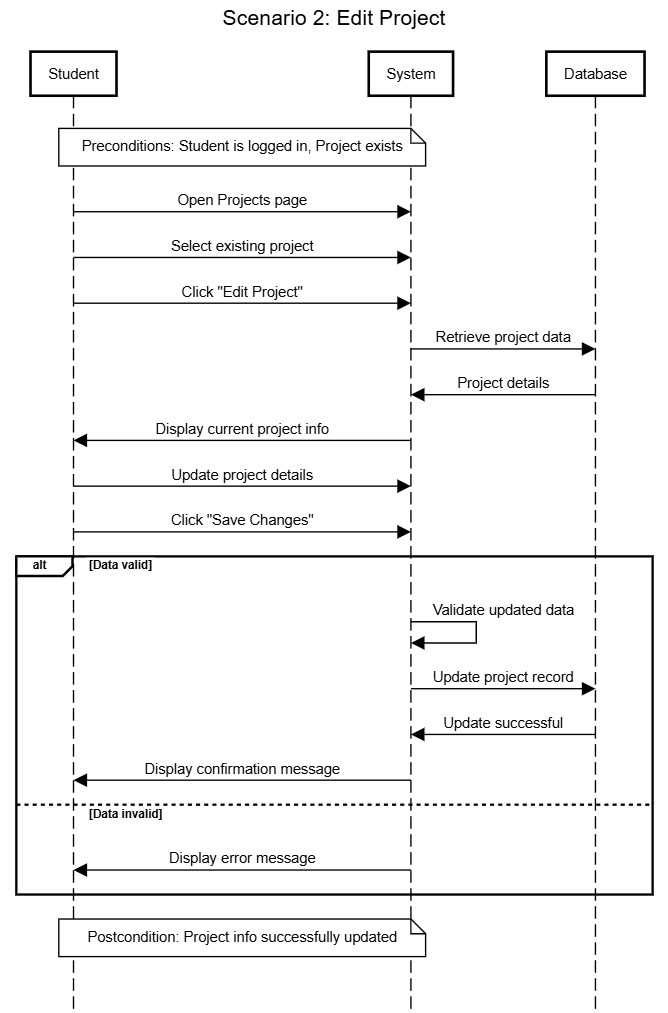 Scenario 2: Edit Project
Student
System
Database
Preconditions: Student is logged in, Project exists
Open Projects page
Select existing project
Click "Edit Project"
Retrieve project data
Project details
Display current project info
Update project details
Click "Save Changes"
alt
[Data valid]
Validate updated data
Update project record
Update successful
Display confirmation message
[Data invalid]
Display error message
Postcondition: Project info successfully updated